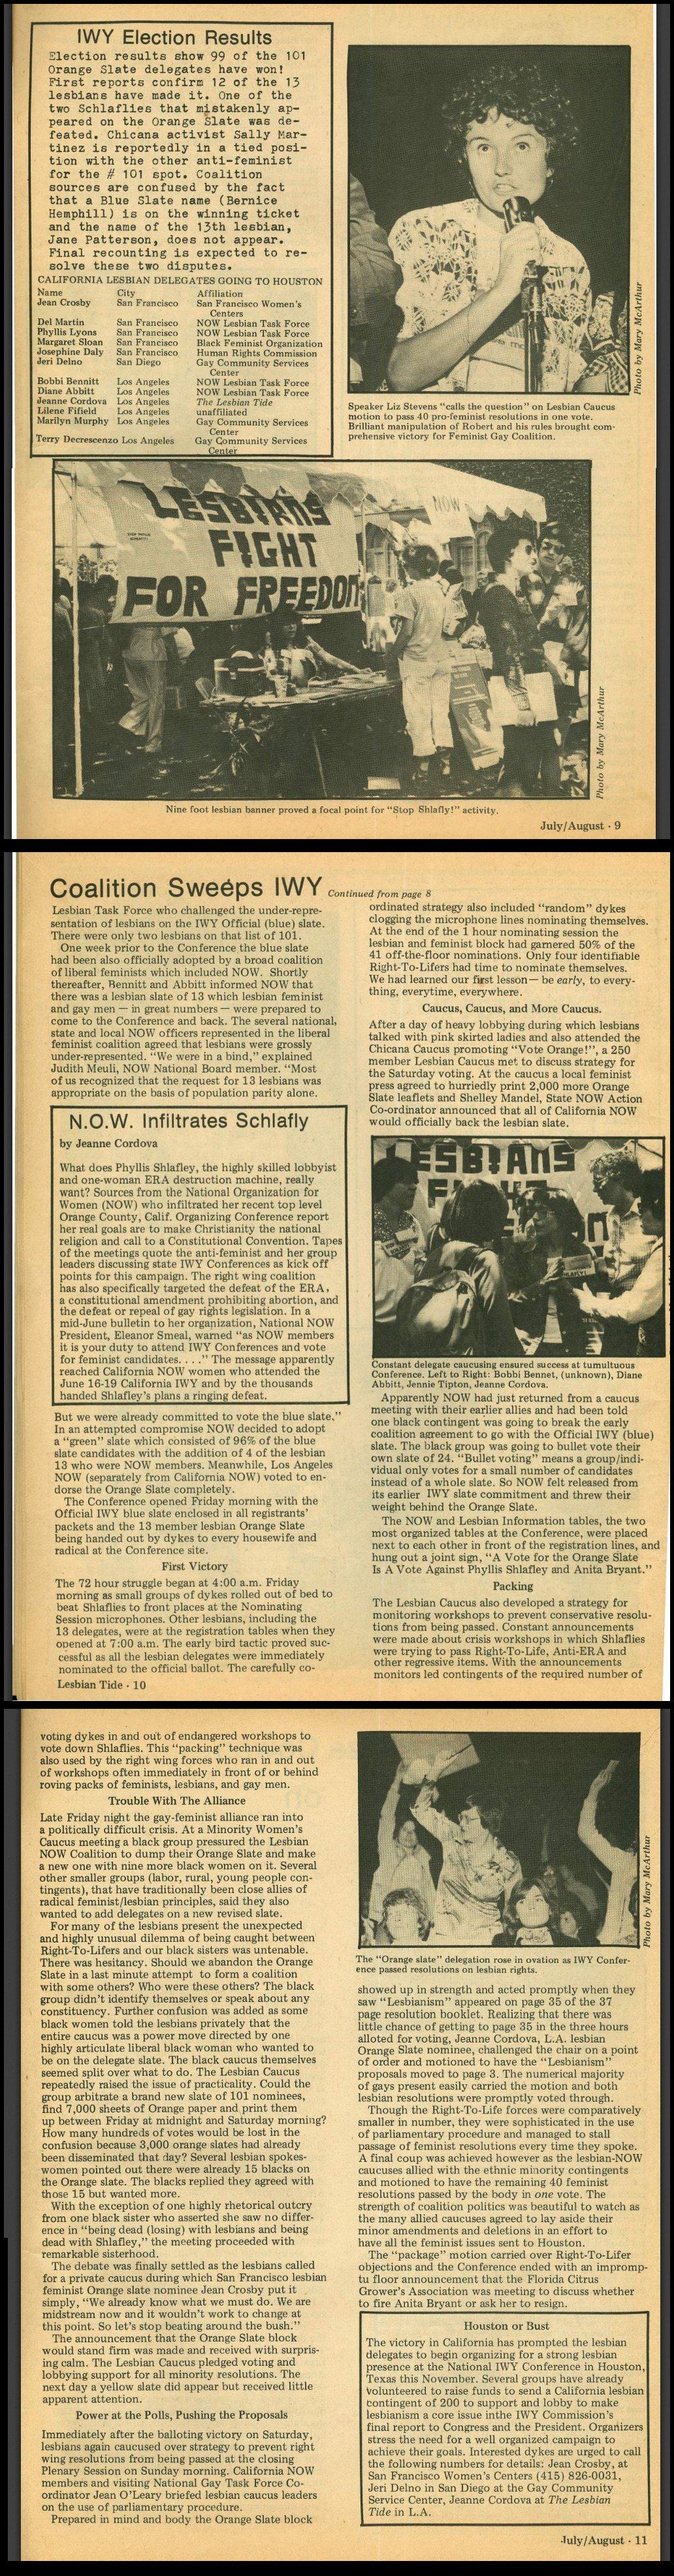 IWY Election Results
Election results show 99 of the 101
Orange Slate delegates have won!
First reports confirm 12 of the 13
lesbians have made it. One of the
two Schlaflies that mistakenly ap-
peared on the Orange Slate was de-
feated. Chicana activist Sally Mar-
tinez is reportedly in a tied posi-
tion with the other anti-feminist
for the # 101 spot. Coalition
sources are confused by the fact
that a Blue Slate name (Bernice
Hemphill) is on the winning ticket
and the name of the 13th lesbian,
Jane Patterson, does not appear.
Final recounting is expected to re-
solve these two disputes.
CALIFORNIA LESBIAN DELEGATES GOING TO HOUSTON
Name City Affiliation
Jean Crosby San Francisco San Francisco Women's
Centers
Del Martin San Francisco NOW Lesbian Task Force
Phyllis Lyons San Francisco NOW Lesbian Task Force
Margaret Sloan San Francisco Black Feminist Organization
Josephine Daly San Francisco Human Rights Commission
Jeri Delno San Diego Gay Community Services
Center
Bobbi Bennitt Los Angeles NOW Lesbian Task Force
Diane Abbitt Los Angeles NOW Lesbian Task Force
Jeanne Cordova Los Angeles The Lesbian Tide
Lilene Fifield Los Angeles unaffiliated
Marilyn Murphy Los Angeles Gay Community Services
Center
Terry Decrescenzo Los Angeles Gay Community Services
Center
Photo by Mary McArthur
Speaker Liz Stevens "calls the question" on Lesbian Caucus
motion to pass 40 pro-feminist resolutions in one vote.
Brilliant manipulation of Robert and his rules brought com-
prehensive victory for Feminist Gay Coalition.
LESBIANS
FIGHT
FOR FREEDOM
NOW
Photo by Mary McArthur
Nine foot lesbian banner proved a focal point for "Stop Shlafly!" activity.
July/August · 9
Coalition Sweeps IWY Continued from page 8
Lesbian Task Force who challenged the under-repre-
sentation of lesbians on the IWY Official (blue) slate.
There were only two lesbians on that list of 101.
One week prior to the Conference the blue slate
had been also officially adopted by a broad coalition
of liberal feminists which included NOW. Shortly
thereafter, Bennitt and Abbitt informed NOW that
there was a lesbian slate of 13 which lesbian feminist
and gay men — in great numbers — were prepared to
come to the Conference and back. The several national,
state and local NOW officers represented in the liberal
feminist coalition agreed that lesbians were grossly
under-represented. "We were in a bind," explained
Judith Meuli, NOW National Board member. "Most
of us recognized that the request for 13 lesbians was
appropriate on the basis of population parity alone.
N.O.W. Infiltrates Schlafly
by Jeanne Cordova
What does Phyllis Shlafley, the highly skilled lobbyist
and one-woman ERA destruction machine, really
want? Sources from the National Organization for
Women (NOW) who infiltrated her recent top level
Orange County, Calif. Organizing Conference report
her real goals are to make Christianity the national
religion and call to a Constitutional Convention. Tapes
of the meetings quote the anti-feminist and her group
leaders discussing state IWY Conferences as kick off
points for this campaign. The right wing coalition
has also specifically targeted the defeat of the ERA,
a constitutional amendment prohibiting abortion, and
the defeat or repeal of gay rights legislation. In a
mid-June bulletin to her organization, National NOW
President, Eleanor Smeal, warned "as NOW members
it is your duty to attend IWY Conferences and vote
for feminist candidates. . . ." The message apparently
reached California NOW women who attended the
June 16-19 California IWY and by the thousands
handed Shlafley's plans a ringing defeat.
But we were already committed to vote the blue slate."
In an attempted compromise NOW decided to adopt
a "green" slate which consisted of 96% of the blue
slate candidates with the addition of 4 of the lesbian
13 who were NOW members. Meanwhile, Los Angeles
NOW (separately from California NOW) voted to en-
dorse the Orange Slate completely.
The Conference opened Friday morning with the
Official IWY blue slate enclosed in all registrants'
packets and the 13 member lesbian Orange Slate
being handed out by dykes to every housewife and
radical at the Conference site.
First Victory
The 72 hour struggle began at 4:00 a.m. Friday
morning as small groups of dykes rolled out of bed to
beat Shlaflies to front places at the Nominating
Session microphones. Other lesbians, including the
13 delegates, were at the registration tables when they
opened at 7:00 a.m. The early bird tactic proved suc-
cessful as all the lesbian delegates were immediately
nominated to the official ballot. The carefully co-
Lesbian Tide · 10
ordinated strategy also included "random" dykes
clogging the microphone lines nominating themselves.
At the end of the 1 hour nominating session the
lesbian and feminist block had garnered 50% of the
41 off-the-floor nominations. Only four identifiable
Right-To-Lifers had time to nominate themselves.
We had learned our first lesson — be early, to every-
thing, everytime, everywhere.
Caucus, Caucus, and More Caucus.
After a day of heavy lobbying during which lesbians
talked with pink skirted ladies and also attended the
Chicana Caucus promoting "Vote Orange!", a 250
member Lesbian Caucus met to discuss strategy for
the Saturday voting. At the caucus a local feminist
press agreed to hurriedly print 2,000 more Orange
Slate leaflets and Shelley Mandel, State NOW Action
Co-ordinator announced that all of California NOW
would officially back the lesbian slate.
ESBIANS
Constant delegate caucusing ensured success at tumultuous
Conference. Left to Right: Bobbi Bennet, (unknown), Diane
Abbitt, Jennie Tipton, Jeanne Cordova.
Apparently NOW had just returned from a caucus
meeting with their earlier allies and had been told
one black contingent was going to break the early
coalition agreement to go with the Official IWY (blue)
slate. The black group was going to bullet vote their
own slate of 24. "Bullet voting" means a group/indi-
vidual only votes for a small number of candidates
instead of a whole slate. So NOW felt released from
its earlier IWY slate commitment and threw their
weight behind the Orange Slate.
The NOW and Lesbian Information tables, the two
most organized tables at the Conference, were placed
next to each other in front of the registration lines, and
hung out a joint sign, "A Vote for the Orange Slate
Is A Vote Against Phyllis Shlafley and Anita Bryant."
Packing
The Lesbian Caucus also developed a strategy for
monitoring workshops to prevent conservative resolu-
tions from being passed. Constant announcements
were made about crisis workshops in which Shlaflies
were trying to pass Right-To-Life, Anti-ERA and
other regressive items. With the announcements
monitors led contingents of the required number of
voting dykes in and out of endangered workshops to
vote down Shlaflies. This "packing" technique was
also used by the right wing forces who ran in and out
of workshops often immediately in front of or behind
roving packs of feminists, lesbians, and gay men.
Trouble With The Alliance
Late Friday night the gay-feminist alliance ran into
a politically difficult crisis. At a Minority Women's
Caucus meeting a black group pressured the Lesbian
NOW Coalition to dump their Orange Slate and make
a new one with nine more black women on it. Several
other smaller groups (labor, rural, young people con-
tingents), that have traditionally been close allies of
radical feminist/lesbian principles, said they also
wanted to add delegates on a new revised slate.
For many of the lesbians present the unexpected
and highly unusual dilemma of being caught between
Right-To-Lifers and our black sisters was untenable.
There was hesitancy. Should we abandon the Orange
Slate in a last minute attempt to form a coalition
with some others? Who were these others? The black
group didn't identify themselves or speak about any
constituency. Further confusion was added as some
black women told the lesbians privately that the
entire caucus was a power move directed by one
highly articulate liberal black woman who wanted to
be on the delegate slate. The black caucus themselves
seemed split over what to do. The Lesbian Caucus
repeatedly raised the issue of practicality. Could the
group arbitrate a brand new slate of 101 nominees,
find 7,000 sheets of Orange paper and print them
up between Friday at midnight and Saturday morning?
How many hundreds of votes would be lost in the
confusion because 3,000 orange slates had already
been disseminated that day? Several lesbian spokes-
women pointed out there were already 15 blacks on
the Orange slate. The blacks replied they agreed with
those 15 but wanted more.
With the exception of one highly rhetorical outcry
from one black sister who asserted she saw no differ-
ence in "being dead (losing) with lesbians and being
dead with Shlafley," the meeting proceeded with
remarkable sisterhood.
The debate was finally settled as the lesbians called
for a private caucus during which San Francisco lesbian
feminist Orange slate nominee Jean Crosby put it
simply, "We already know what we must do. We are
midstream now and it wouldn't work to change at
this point. So let's stop beating around the bush."
The announcement that the Orange Slate block
would stand firm was made and received with surpris-
ing calm. The Lesbian Caucus pledged voting and
lobbying support for all minority resolutions. The
next day a yellow slate did appear but received little
apparent attention.
Power at the Polls, Pushing the Proposals
Immediately after the balloting victory on Saturday,
lesbians again caucused over strategy to prevent right
wing resolutions from being passed at the closing
Plenary Session on Sunday morning. California NOW
members and visiting National Gay Task Force Co-
ordinator Jean O'Leary briefed lesbian caucus leaders
on the use of parliamentary procedure.
Prepared in mind and body the Orange Slate block
Photo by Mary McArthur
The "Orange slate" delegation rose in ovation as IWY Confer-
ence passed resolutions on lesbian rights.
showed up in strength and acted promptly when they
saw "Lesbianism" appeared on page 35 of the 37
page resolution booklet. Realizing that there was
little chance of getting to page 35 in the three hours
alloted for voting, Jeanne Cordova, L.A. lesbian
Orange Slate nominee, challenged the chair on a point
of order and motioned to have the "Lesbianism"
proposals moved to page 3. The numerical majority
of gays present easily carried the motion and both
lesbian resolutions were promptly voted through.
Though the Right-To-Life forces were comparatively
smaller in number, they were sophisticated in the use
of parliamentary procedure and managed to stall
passage of feminist resolutions every time they spoke.
A final coup was achieved however as the lesbian-NOW
caucuses allied with the ethnic minority contingents
and motioned to have the remaining 40 feminist
resolutions passed by the body in one vote. The
strength of coalition politics was beautiful to watch as
the many allied caucuses agreed to lay aside their
minor amendments and deletions in an effort to
have all the feminist issues sent to Houston.
The "package" motion carried over Right-To-Lifer
objections and the Conference ended with an impromp-
tu floor announcement that the Florida Citrus
Grower's Association was meeting to discuss whether
to fire Anita Bryant or ask her to resign.
Houston or Bust
The victory in California has prompted the lesbian
delegates to begin organizing for a strong lesbian
presence at the National IWY Conference in Houston,
Texas this November. Several groups have already
volunteered to raise funds to send a California lesbian
contingent of 200 to support and lobby to make
lesbianism a core issue inthe IWY Commission's
final report to Congress and the President. Organizers
stress the need for a well organized campaign to
achieve their goals. Interested dykes are urged to call
the following numbers for details: Jean Crosby, at
San Francisco Women's Centers (415) 826-0031,
Jeri Delno in San Diego at the Gay Community
Service Center, Jeanne Cordova at The Lesbian
Tide in L.A.
July/August · 11